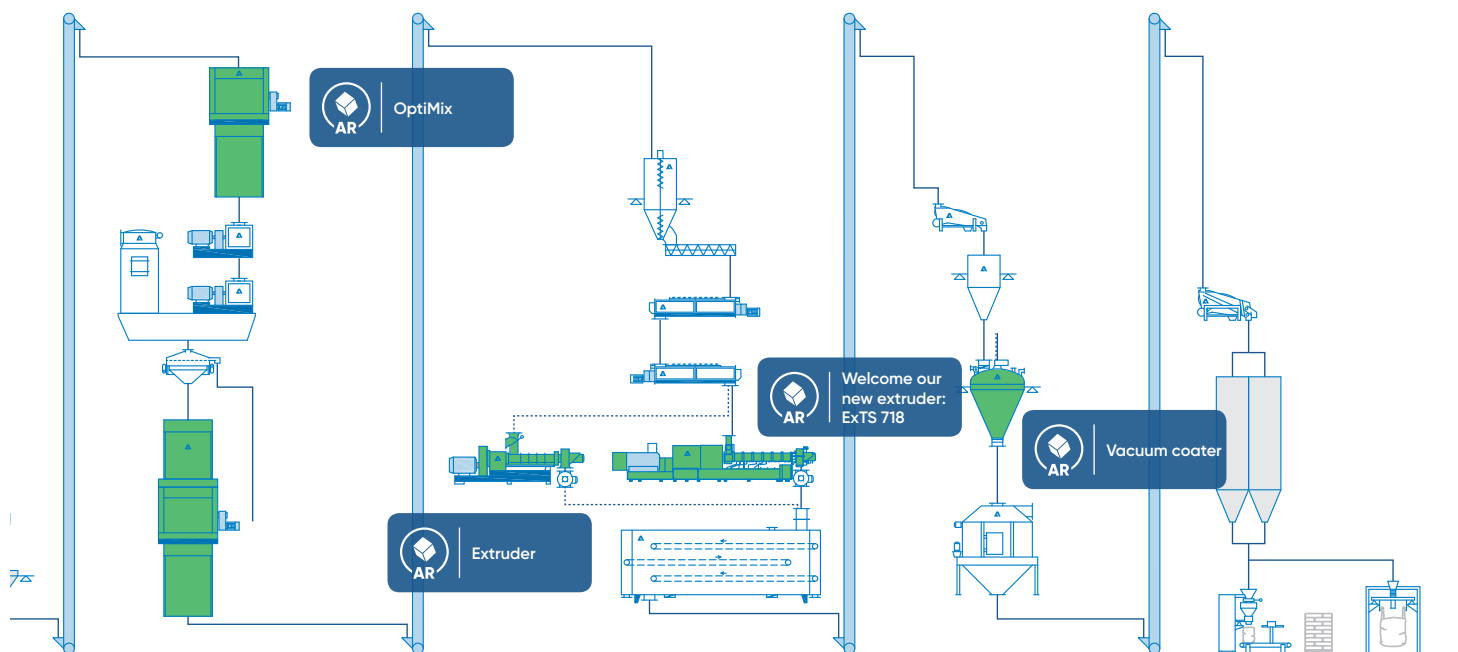 AR
OptiMix
AR
Welcome our
new extruder:
ExTS 718
AR
Vacuum coater
AR
Extruder